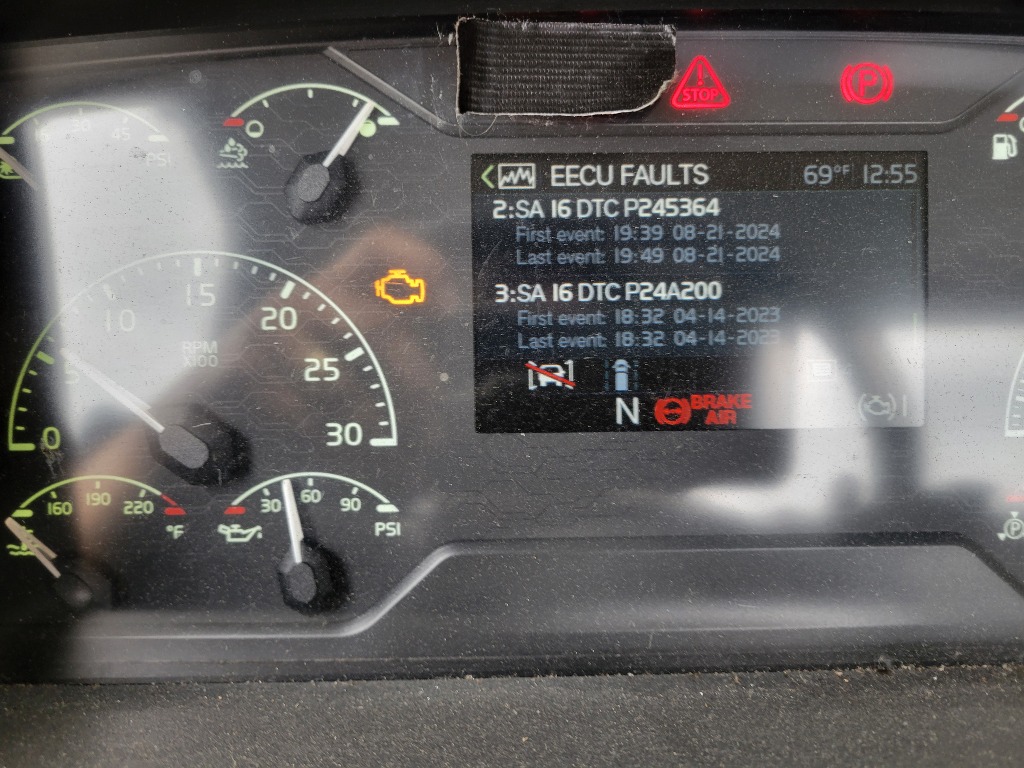 STOP
P
15 30 45
PSI
EECU FAULTS 69°F 12:55
2:SA 16 DTC P245364
First event: 19:39 08-21-2024
Last event: 19:49 08-21-2024
3:SA 16 DTC P24A200
First event: 18:32 04-14-2023
Last event: 18:32 04-14-2023
N BRAKE
AIR
0 5 10 15 20 25 30
RPM
X100
160 190 220
°F
30 60 90
PSI
P